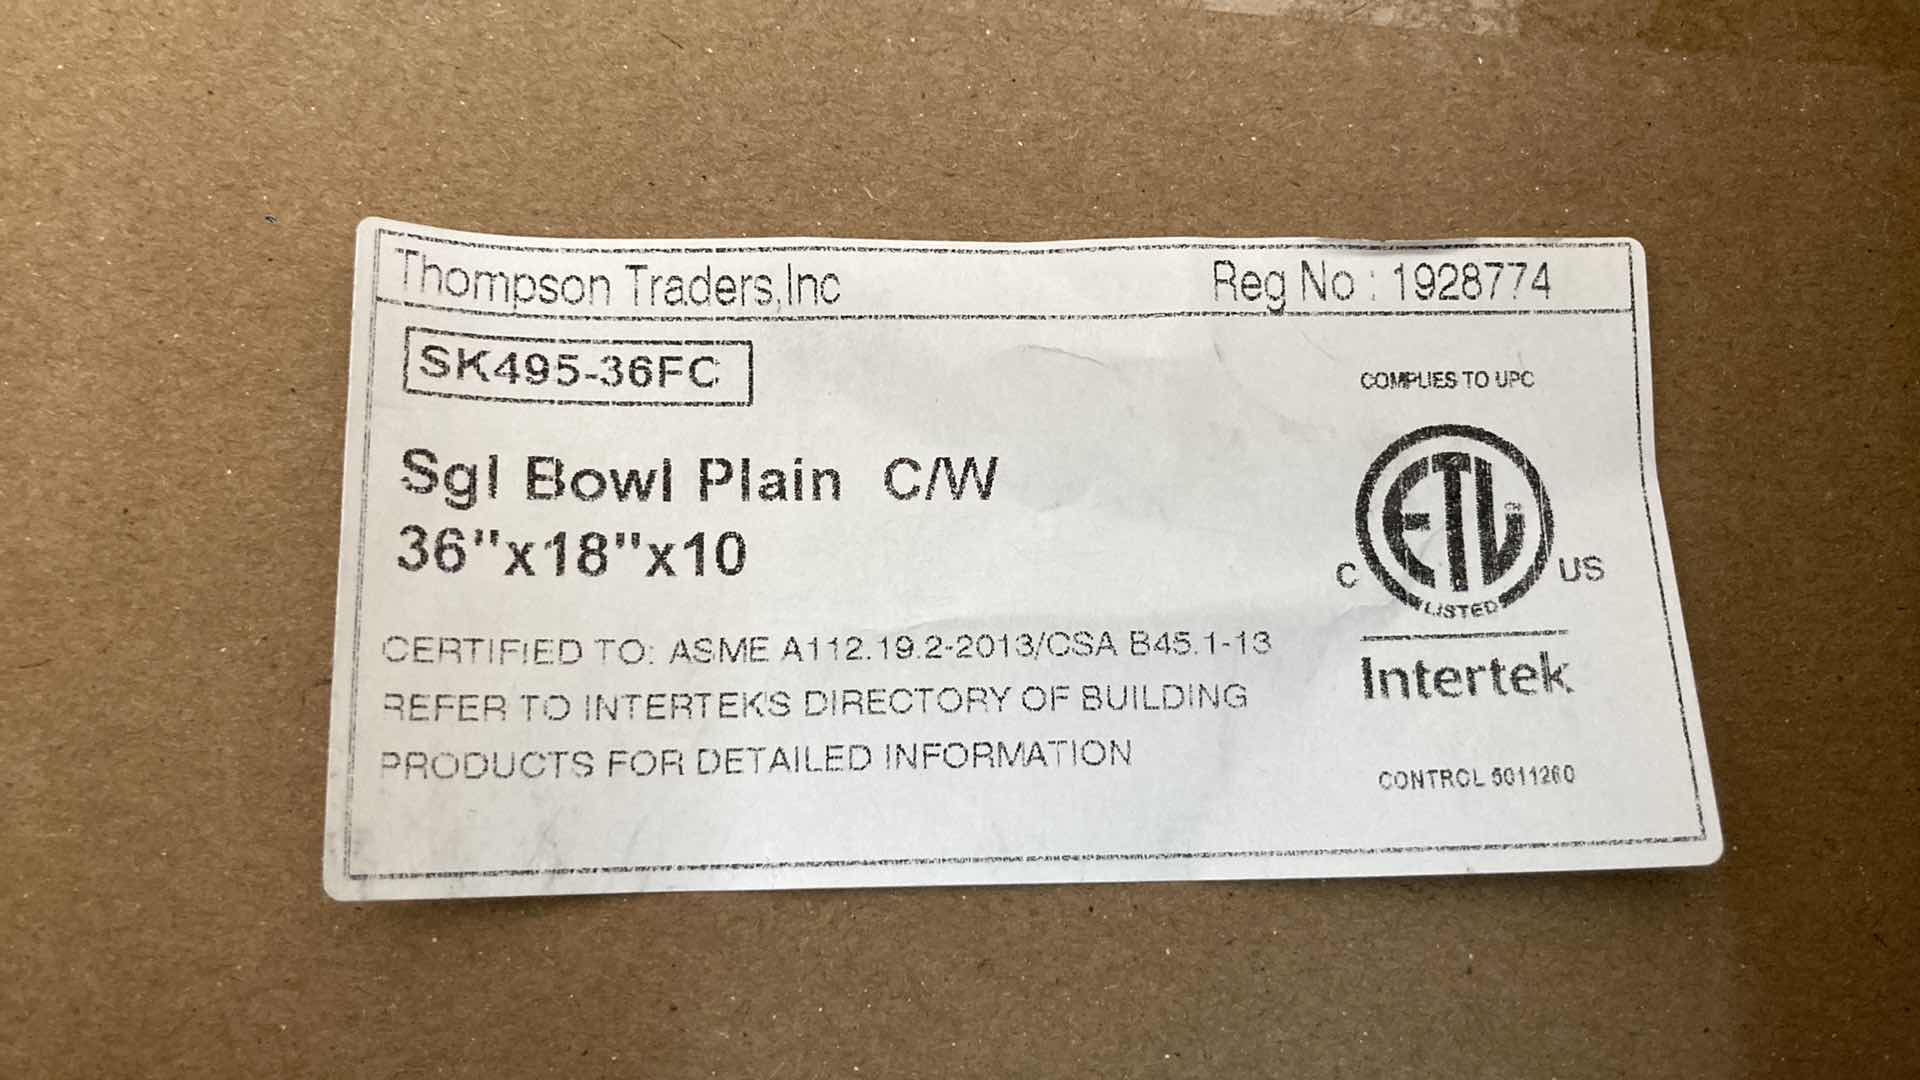 Thompson Traders,Inc Reg No : 1928774
SK495-36FC
COMPLIES TO UPC
Sgl Bowl Plain C/W
36"x18"x10
ETL
C US
LISTED
CERTIFIED TO: ASME A112.19.2-2013/CSA B45.1-13
REFER TO INTERTEK'S DIRECTORY OF BUILDING
PRODUCTS FOR DETAILED INFORMATION
Intertek
CONTROL 5011260